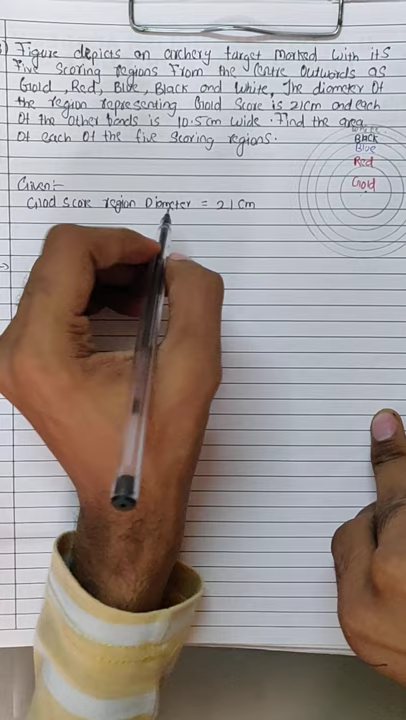 Figure depicts an archery target marked with its
Five Scoring regions From the Centre Outwards as
Gold, Red, Blue, Black and White, The diameter Of
the region representing Gold Score is 21cm and each
Of the Other bands is 10.5cm wide. Find the area
Of each Of the five scoring regions.
Black
Blue
Red
Gold
Given:-
Glod Score region Diameter = 21cm